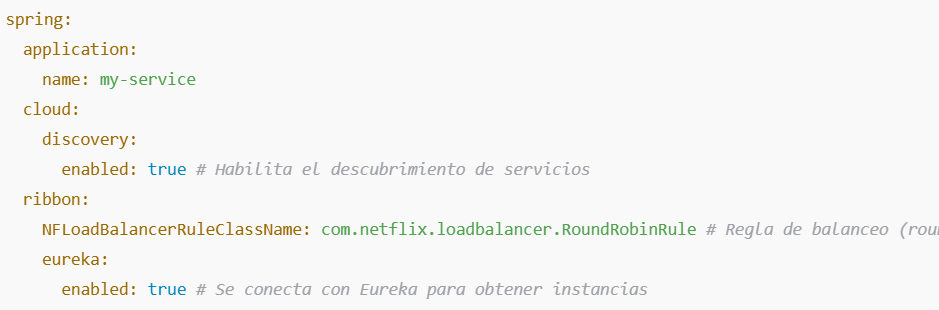 spring:
  application:
    name: my-service
  cloud:
    discovery:
      enabled: true # Habilita el descubrimiento de servicios
  ribbon:
    NFLoadBalancerRuleClassName: com.netflix.loadbalancer.RoundRobinRule # Regla de balanceo
    eureka:
      enabled: true # Se conecta con Eureka para obtener instancias